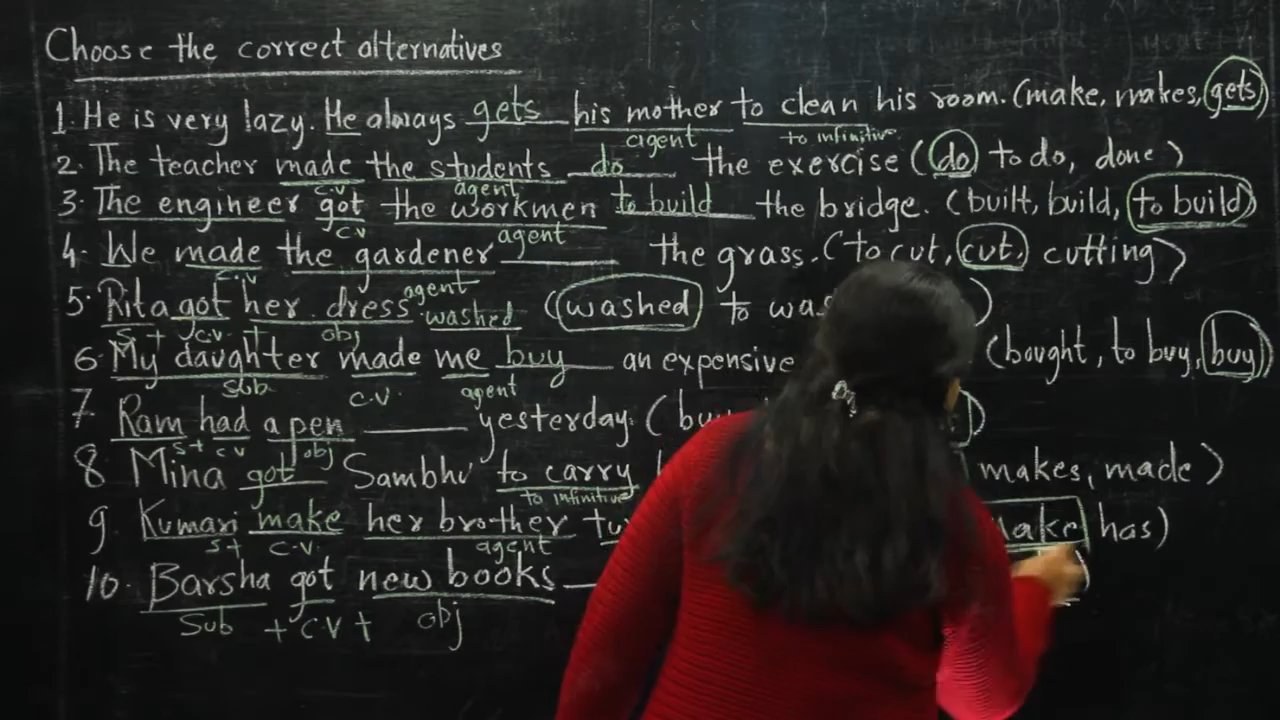 Choose the correct alternatives
1. He is very lazy. He always gets his mother to clean his room. (make, makes, gets)
agent to infinitive
2. The teacher made the students do the exercise (do to do, done)
c.v agent
3. The engineer got the workmen to build the bridge. (built, build, to build)
cv agent
4. We made the gardener ______ the grass. (to cut, cut, cutting)
c.v agent
5. Rita got her dress washed (washed to )
S + c.v. + obj
6. My daughter made me buy an expensive (bought, to buy, buy)
Sub c.v. agent
7 Ram had a pen ______ yesterday. ( )
s + cv obj
8. Mina got Sambhu to carry makes, made)
to infinitive
9. Kumari make her brother make has)
s + c.v. agent
10. Barsha got new books
Sub + c.v + obj